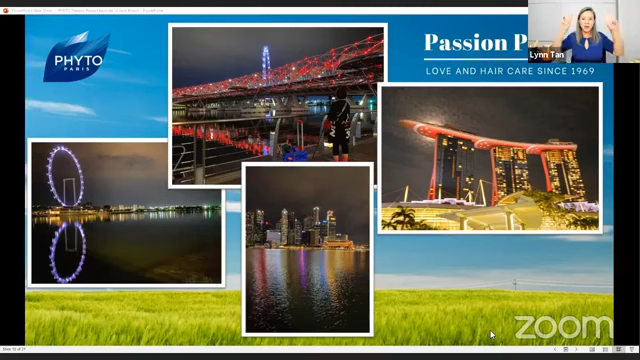 PHYTO
PARIS
Passion P
LOVE AND HAIR CARE SINCE 1969
Lynn Tan
zoom